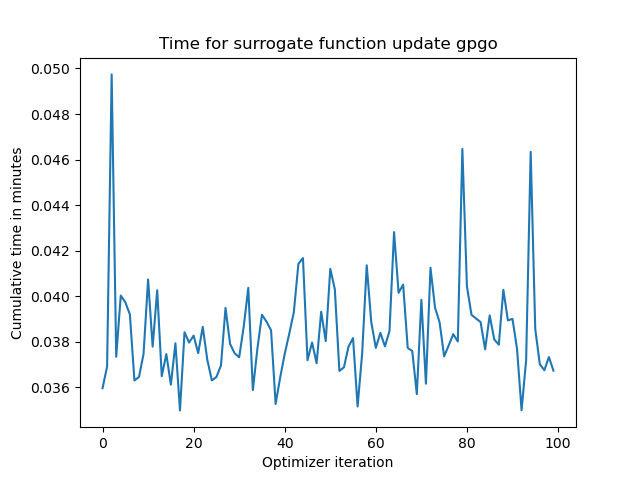 Time for surrogate function update gpgo
Cumulative time in minutes
0.050
0.048
0.046
0.044
0.042
0.040
0.038
0.036
0 20 40 60 80 100
Optimizer iteration